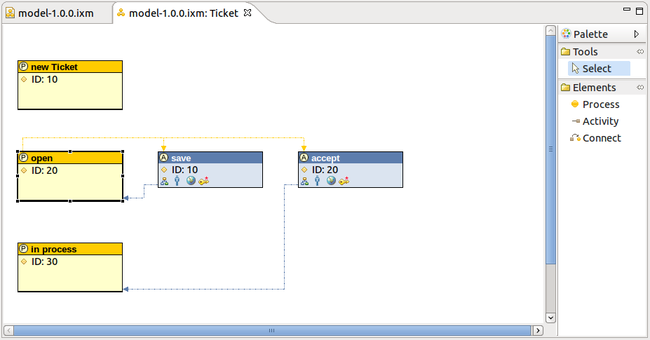 model-1.0.0.ixm
model-1.0.0.ixm: Ticket
Palette
Tools
Select
Elements
Process
Activity
Connect
P new Ticket
ID: 10
P open
ID: 20
A save
ID: 10
A accept
ID: 20
P in process
ID: 30